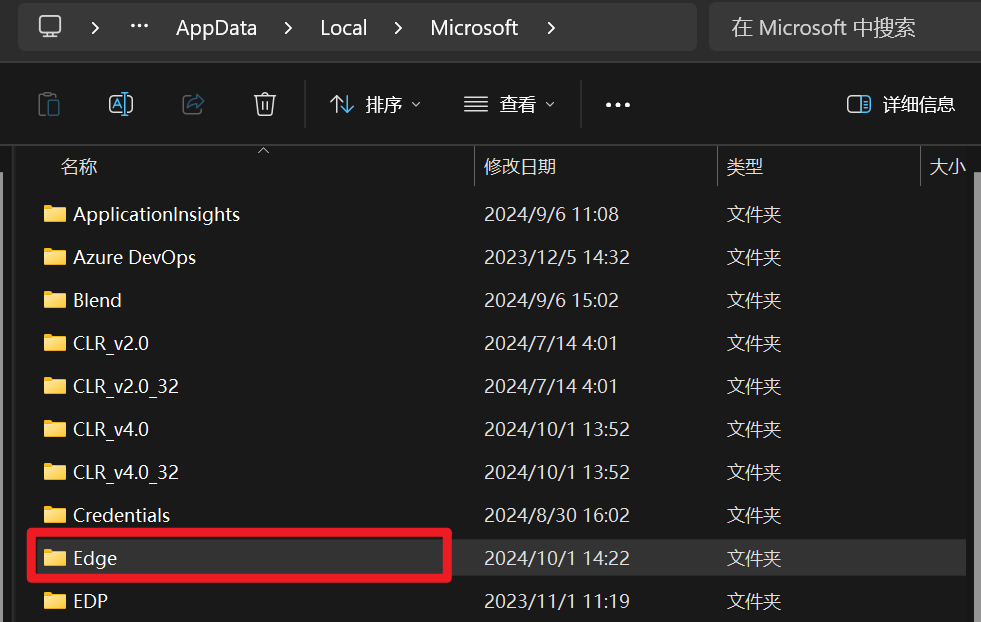 AppData Local Microsoft 在 Microsoft 中搜索
排序 查看 详细信息
名称 修改日期 类型 大小
ApplicationInsights 2024/9/6 11:08 文件夹
Azure DevOps 2023/12/5 14:32 文件夹
Blend 2024/9/6 15:02 文件夹
CLR_v2.0 2024/7/14 4:01 文件夹
CLR_v2.0_32 2024/7/14 4:01 文件夹
CLR_v4.0 2024/10/1 13:52 文件夹
CLR_v4.0_32 2024/10/1 13:52 文件夹
Credentials 2024/8/30 16:02 文件夹
Edge 2024/10/1 14:22 文件夹
EDP 2023/11/1 11:19 文件夹